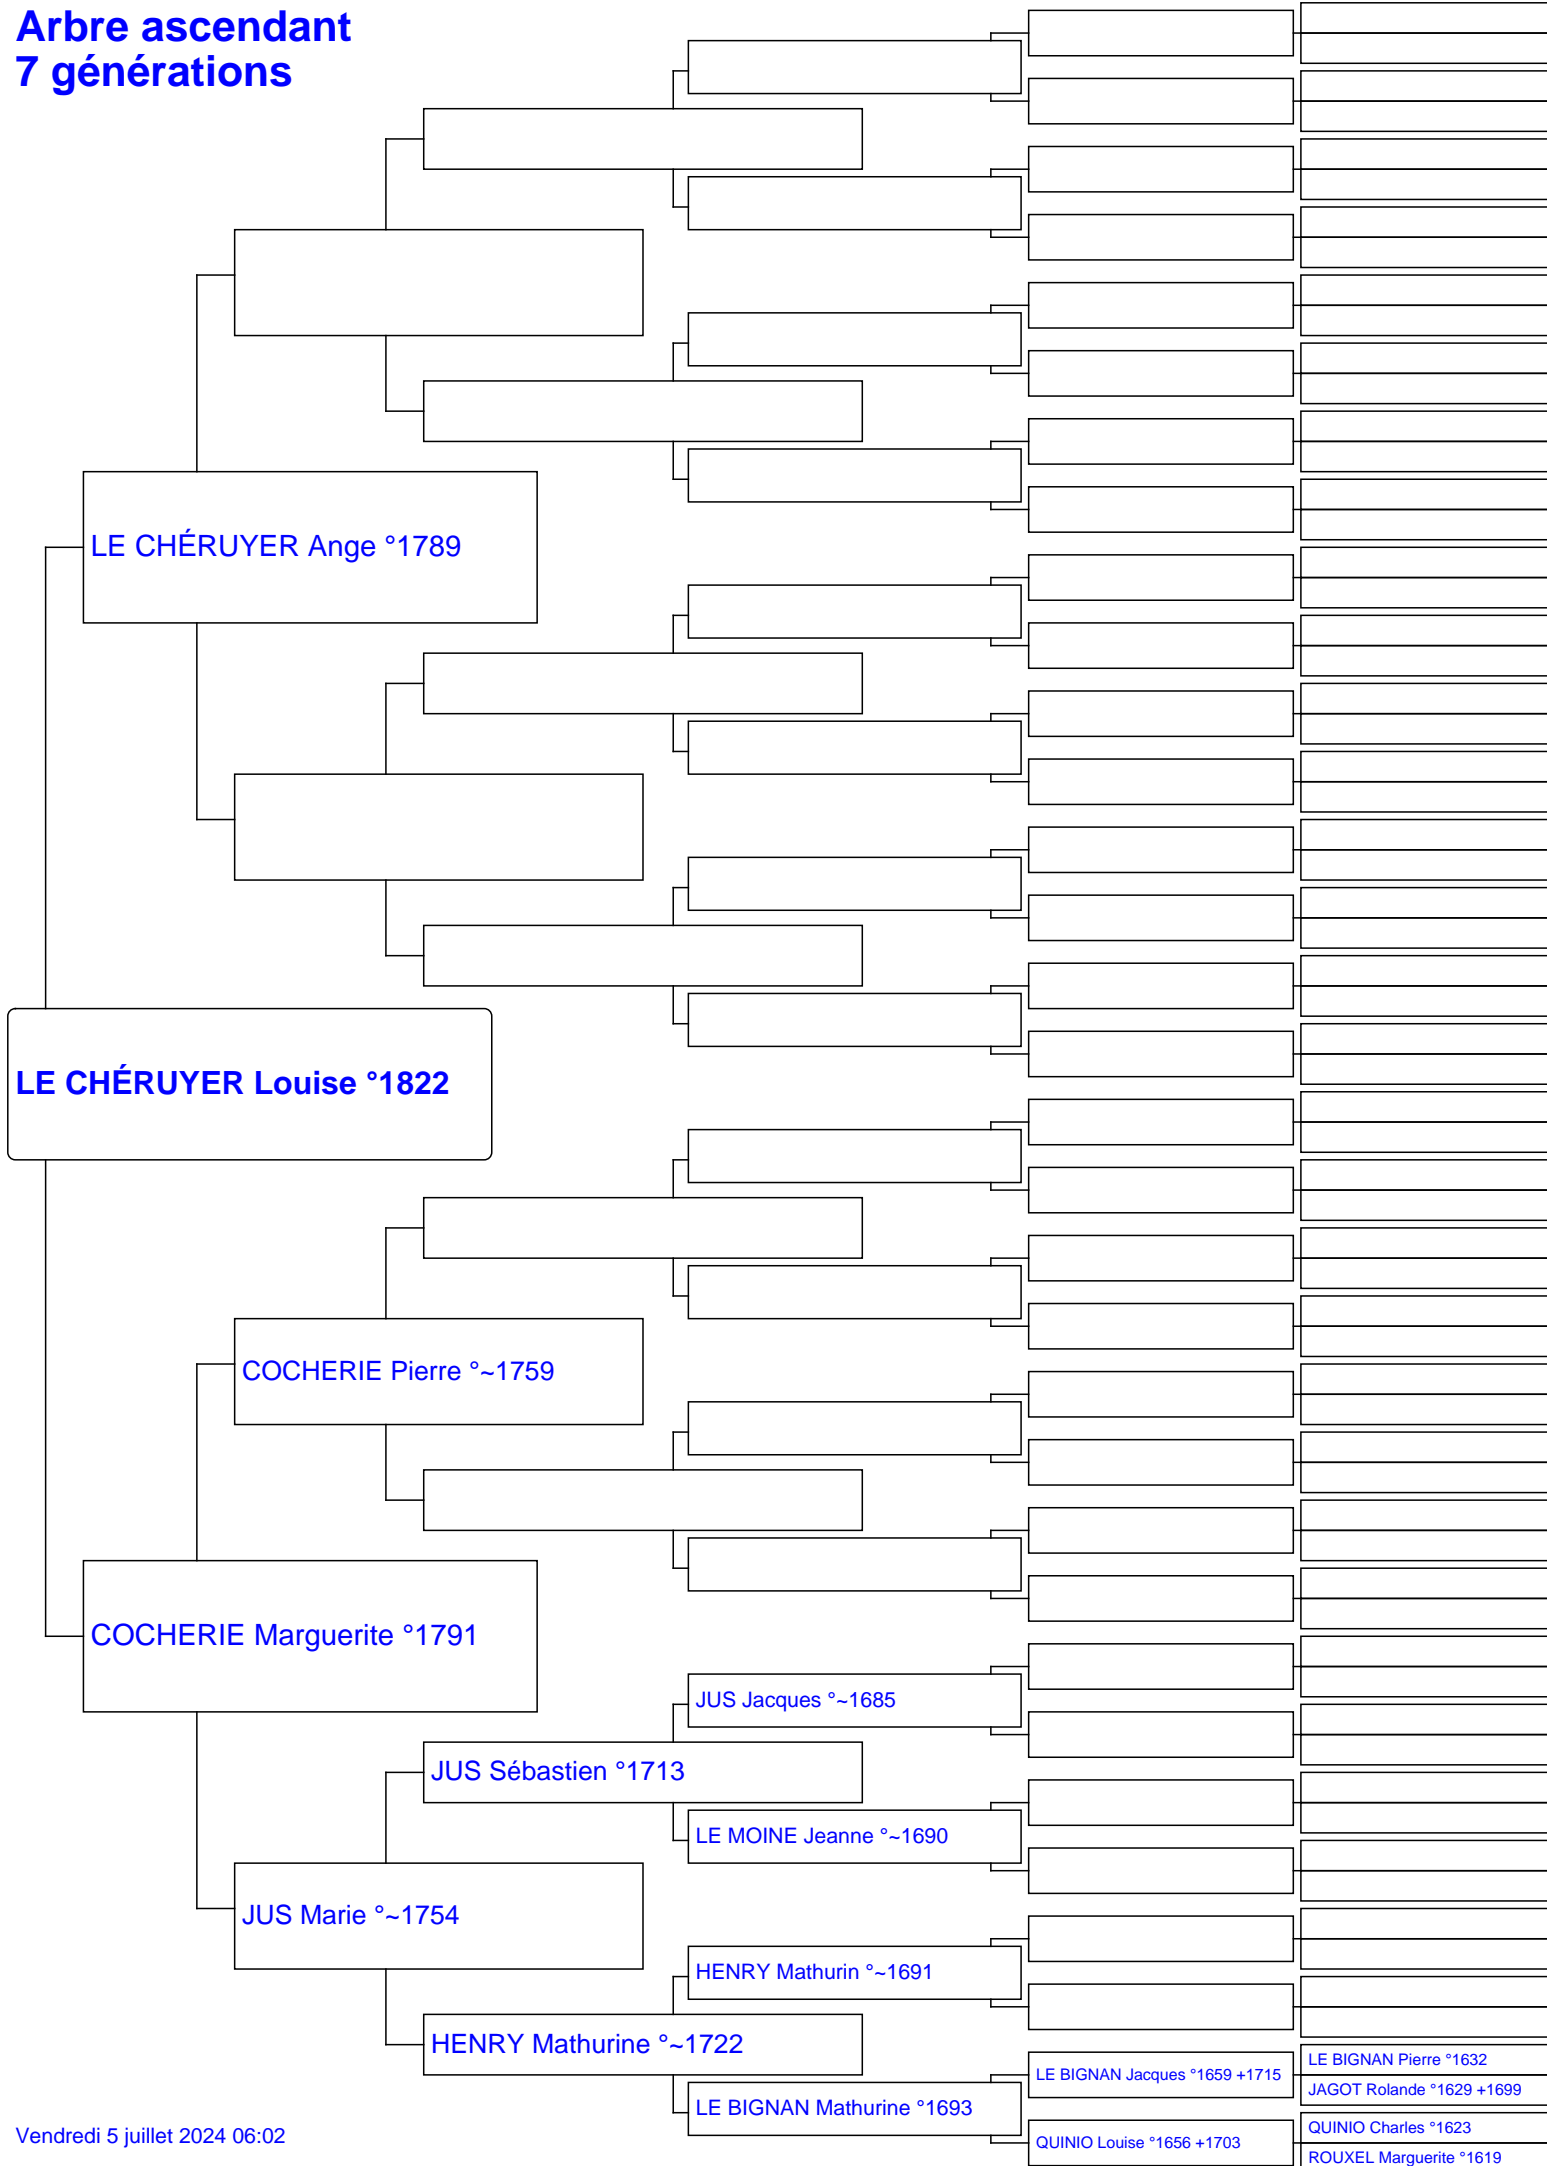 Arbre ascendant
7 générations
LE CHÉRUYER Ange °1789
LE CHÉRUYER Louise °1822
COCHERIE Pierre °~1759
COCHERIE Marguerite °1791
JUS Jacques °~1685
JUS Sébastien °1713
LE MOINE Jeanne °~1690
JUS Marie °~1754
HENRY Mathurin °~1691
HENRY Mathurine °~1722
LE BIGNAN Pierre °1632
LE BIGNAN Jacques °1659 +1715
JAGOT Rolande °1629 +1699
LE BIGNAN Mathurine °1693
QUINIO Charles °1623
QUINIO Louise °1656 +1703
ROUXEL Marguerite °1619
Vendredi 5 juillet 2024 06:02